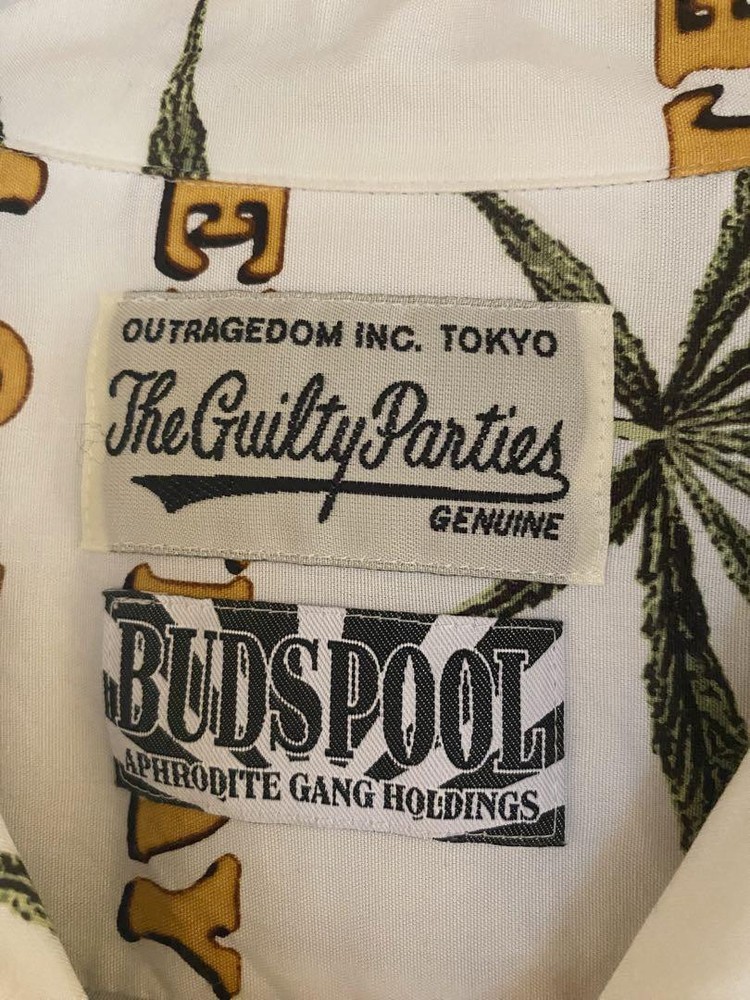 OUTRAGEDOM INC. TOKYO
The Guilty Parties
GENUINE
BUDSPOOL
APHRODITE GANG HOLDINGS